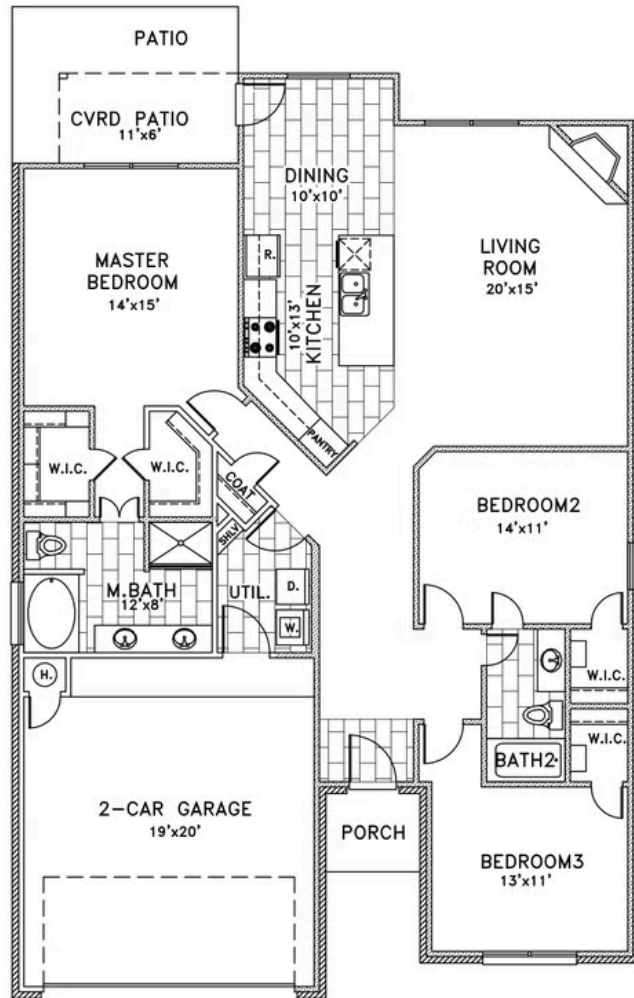 PATIO
CVRD PATIO
11'x6'
DINING
10'x10'
LIVING
ROOM
20'x15'
MASTER
BEDROOM
14'x15'
R.
10'x13'
KITCHEN
PANTRY
W.I.C.
W.I.C.
COAT
SHLV
BEDROOM2
14'x11'
M.BATH
12'x8'
UTIL.
D.
W.
H.
W.I.C.
W.I.C.
BATH2
2-CAR GARAGE
19'x20'
PORCH
BEDROOM3
13'x11'